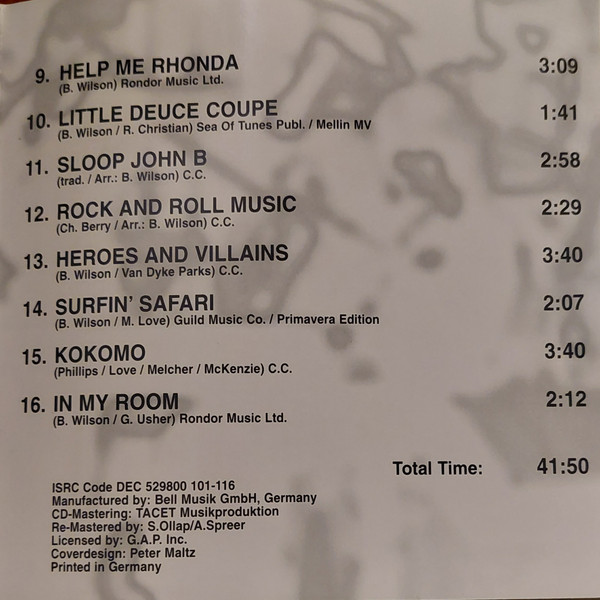 9. HELP ME RHONDA 3:09
(B. Wilson) Rondor Music Ltd.
10. LITTLE DEUCE COUPE 1:41
(B. Wilson / R. Christian) Sea Of Tunes Publ. / Mellin MV
11. SLOOP JOHN B 2:58
(trad. / Arr.: B. Wilson) C.C.
12. ROCK AND ROLL MUSIC 2:29
(Ch. Berry / Arr.: B. Wilson) C.C.
13. HEROES AND VILLAINS 3:40
(B. Wilson / Van Dyke Parks) C.C.
14. SURFIN' SAFARI 2:07
(B. Wilson / M. Love) Guild Music Co. / Primavera Edition
15. KOKOMO 3:40
(Phillips / Love / Melcher / McKenzie) C.C.
16. IN MY ROOM 2:12
(B. Wilson / G. Usher) Rondor Music Ltd.
Total Time: 41:50
ISRC Code DEC 529800 101-116
Manufactured by: Bell Musik GmbH, Germany
CD-Mastering: TACET Musikproduktion
Re-Mastered by: S.Ollap/A.Spreer
Licensed by: G.A.P. Inc.
Coverdesign: Peter Maltz
Printed in Germany